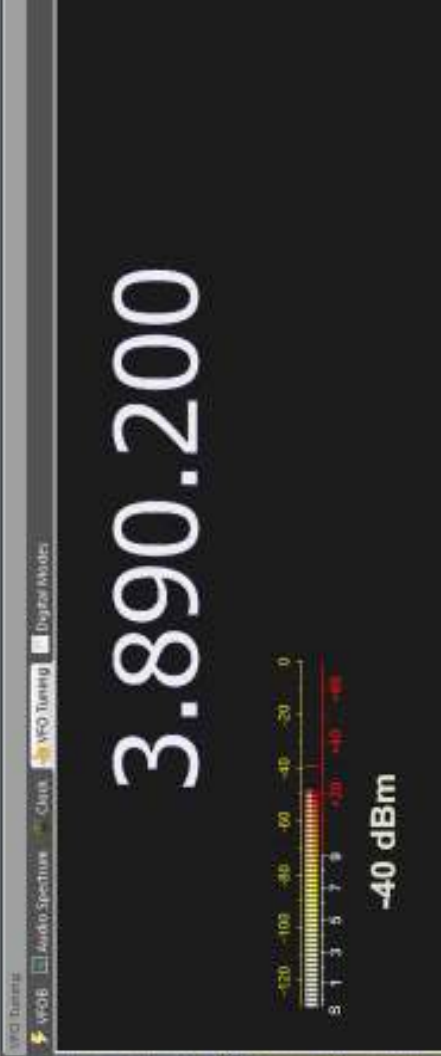 VFO Tuning
VFOB Audio Spectrum Clock VFO Tuning Digital Modes
3.890.200
-120 -100 -80 -60 -40 -20 0
S 1 3 5 7 9 +20 +40 +60
-40 dBm